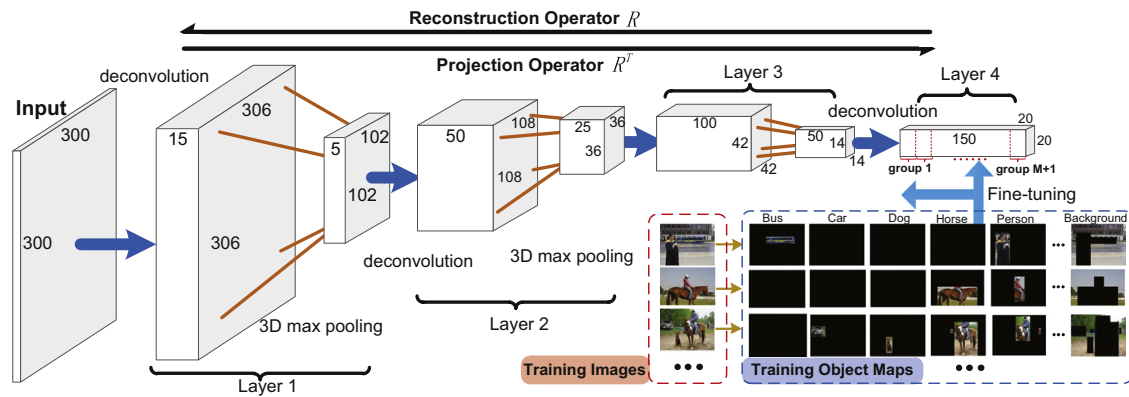 Reconstruction Operator R
Projection Operator R^T
Input
300
300
deconvolution
15
306
306
5
102
102
3D max pooling
Layer 1
deconvolution
50
108
108
25
36
36
3D max pooling
Layer 2
Layer 3
100
42
42
50
14
14
deconvolution
Layer 4
150
20
20
group 1
group M+1
Fine-tuning
Bus Car Dog Horse Person Background
Training Images
Training Object Maps